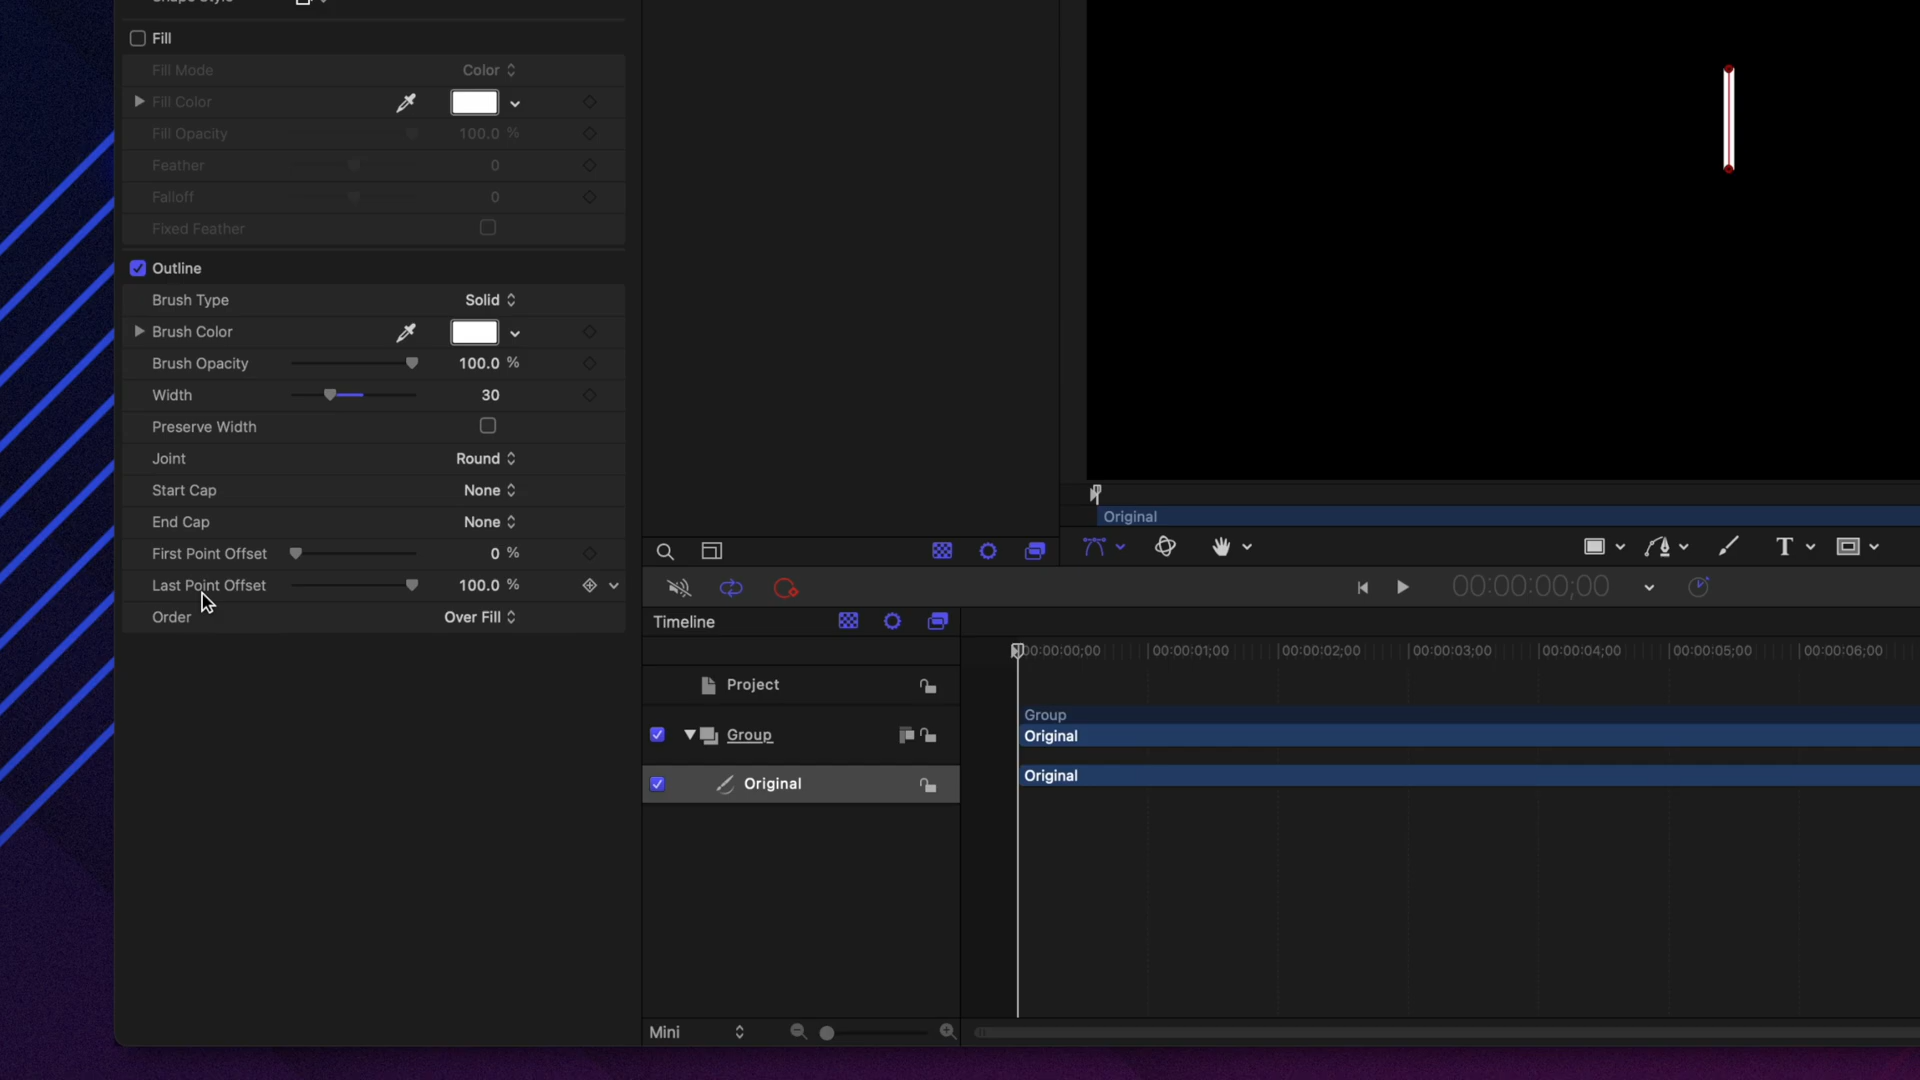 Shape Style
Fill
Fill Mode Color
Fill Color
Fill Opacity 100.0 %
Feather 0
Falloff 0
Fixed Feather
Outline
Brush Type Solid
Brush Color
Brush Opacity 100.0 %
Width 30
Preserve Width
Joint Round
Start Cap None
End Cap None
First Point Offset 0 %
Last Point Offset 100.0 %
Order Over Fill
Original
T
00:00:00;00
Timeline
00:00:00;00 00:00:01;00 00:00:02;00 00:00:03;00 00:00:04;00 00:00:05;00 00:00:06;00
Project
Group
Group
Original
Original
Original
Mini